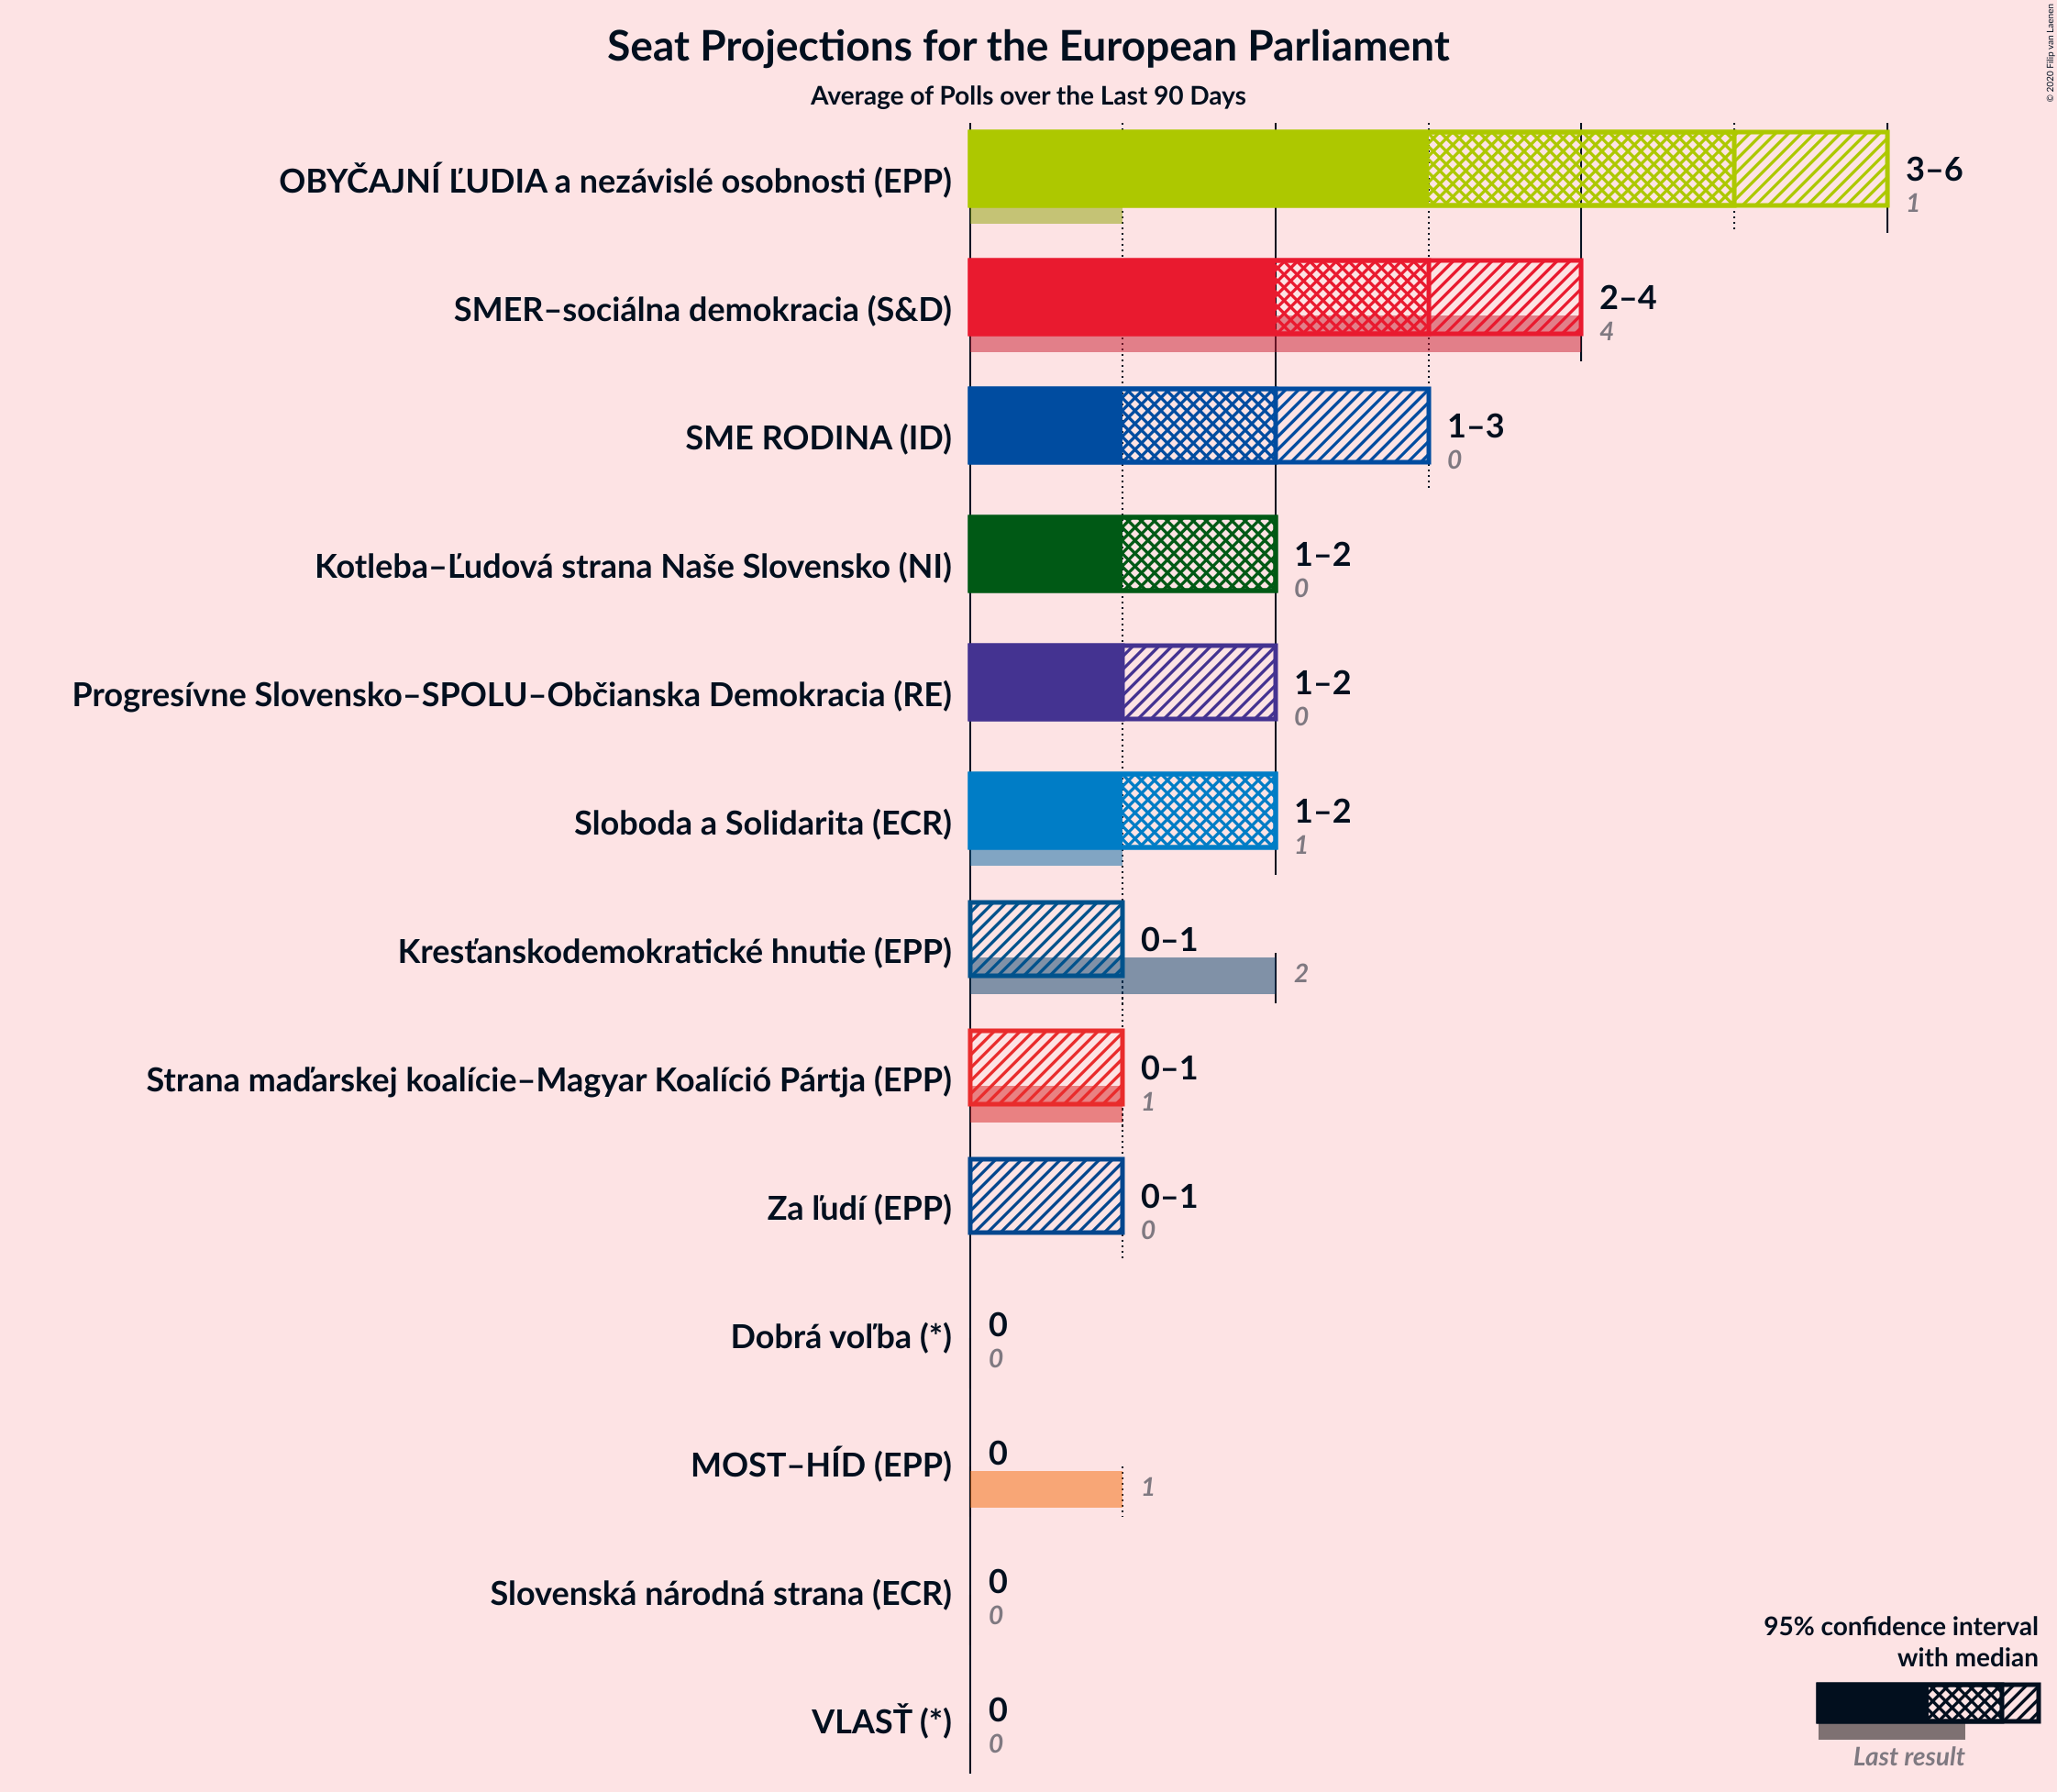 Seat Projections for the European Parliament
Average of Polls over the Last 90 Days
© 2020 Filip van Laenen
OBYČAJNÍ ĽUDIA a nezávislé osobnosti (EPP)
3–6
1
SMER–sociálna demokracia (S&D)
2–4
4
SME RODINA (ID)
1–3
0
Kotleba–Ľudová strana Naše Slovensko (NI)
1–2
0
Progresívne Slovensko–SPOLU–Občianska Demokracia (RE)
1–2
0
Sloboda a Solidarita (ECR)
1–2
1
Kresťanskodemokratické hnutie (EPP)
0–1
2
Strana maďarskej koalície–Magyar Koalíció Pártja (EPP)
0–1
1
Za ľudí (EPP)
0–1
0
Dobrá voľba (*)
0
0
MOST–HÍD (EPP)
0
1
Slovenská národná strana (ECR)
0
0
VLASŤ (*)
0
0
95% confidence interval
with median
Last result